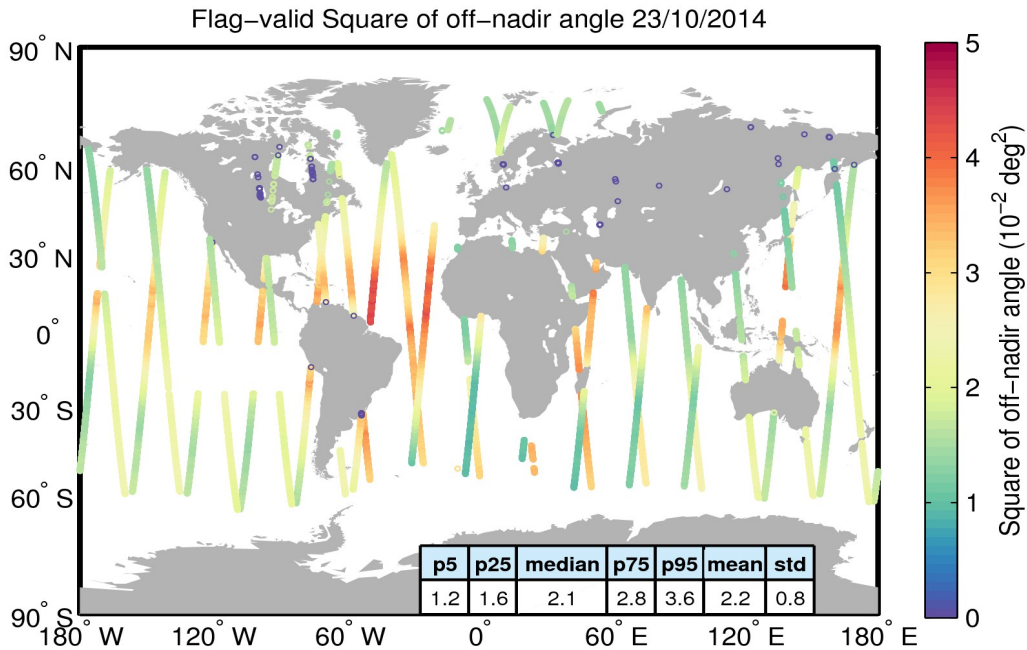 Flag−valid Square of off−nadir angle 23/10/2014
90° N
60° N
30° N
0°
30° S
60° S
90° S
180° W
120° W
60° W
0°
60° E
120° E
180° E
p5 p25 median p75 p95 mean std
1.2 1.6 2.1 2.8 3.6 2.2 0.8
5
4
3
2
1
0
Square of off−nadir angle (10⁻² deg²)